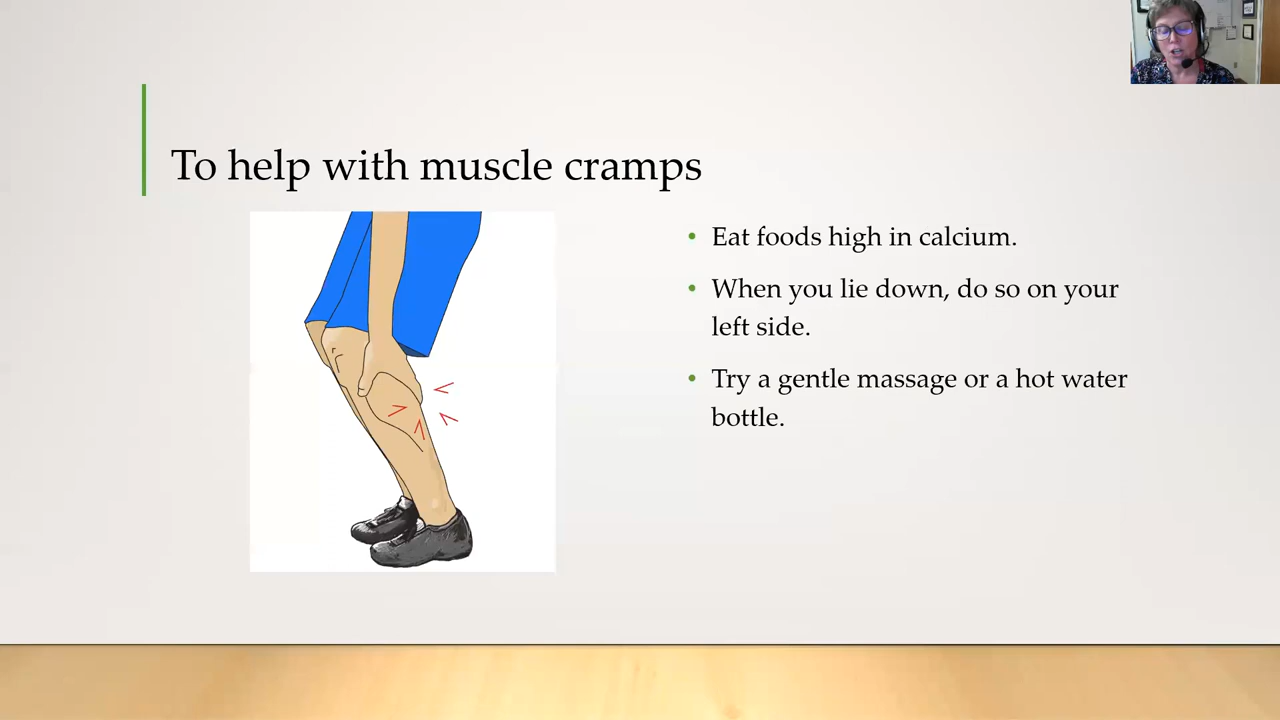 To help with muscle cramps
• Eat foods high in calcium.
• When you lie down, do so on your
left side.
• Try a gentle massage or a hot water
bottle.